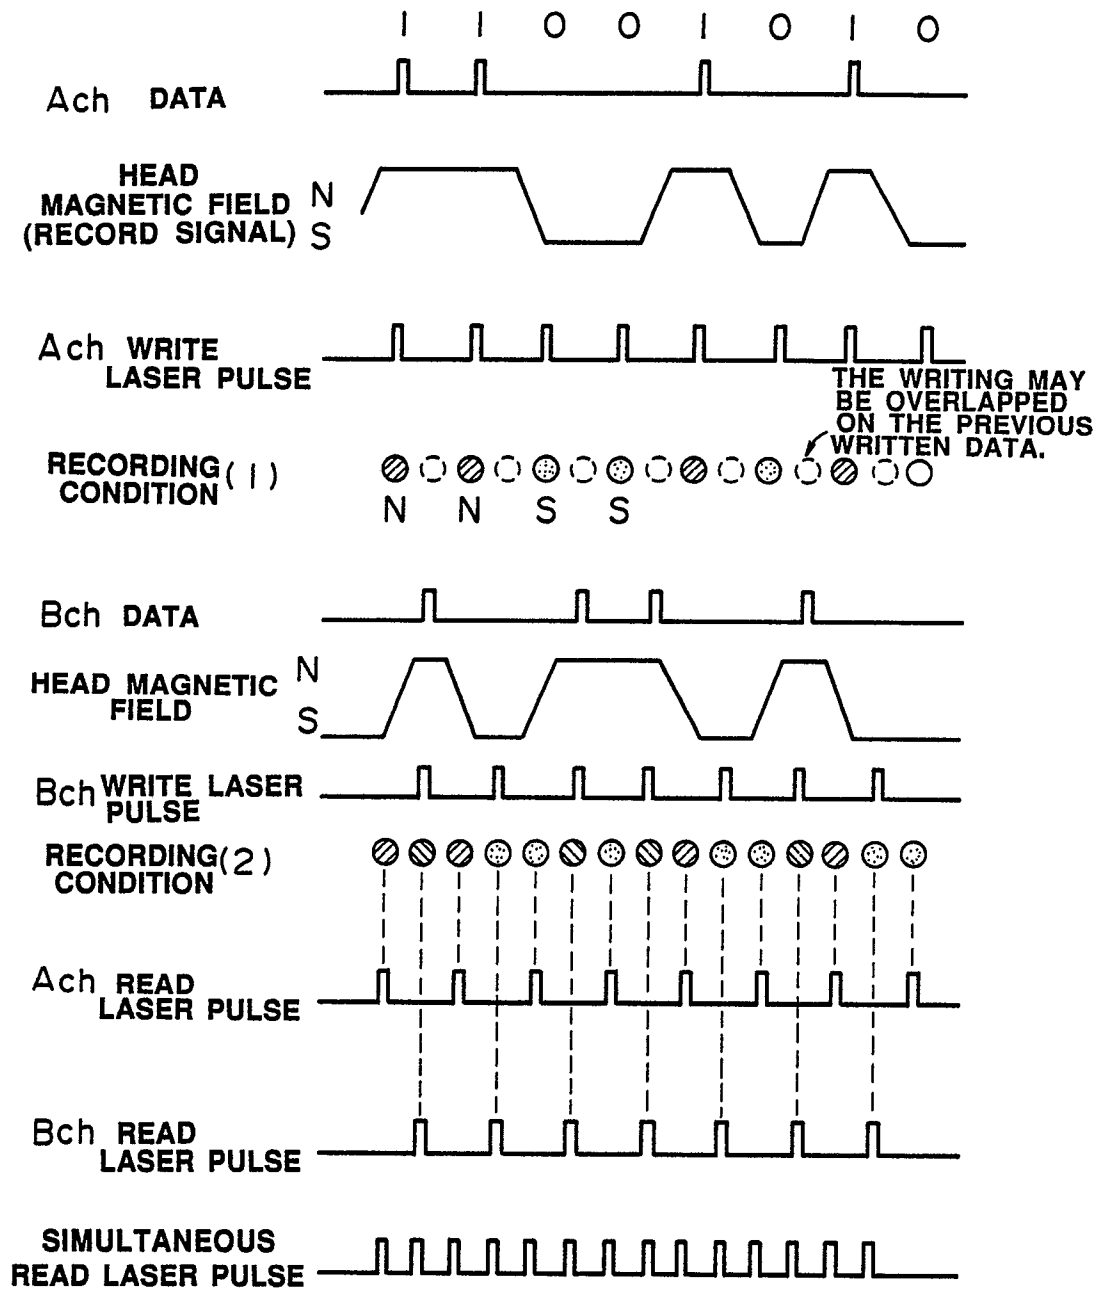 1 1 0 0 1 0 1 0
Ach DATA
HEAD
MAGNETIC FIELD
(RECORD SIGNAL)
N
S
Ach WRITE
LASER PULSE
THE WRITING MAY
BE OVERLAPPED
ON THE PREVIOUS
WRITTEN DATA.
RECORDING
CONDITION (1)
N N S S
Bch DATA
HEAD MAGNETIC
FIELD
N
S
Bch WRITE LASER
PULSE
RECORDING
CONDITION (2)
Ach READ
LASER PULSE
Bch READ
LASER PULSE
SIMULTANEOUS
READ LASER PULSE